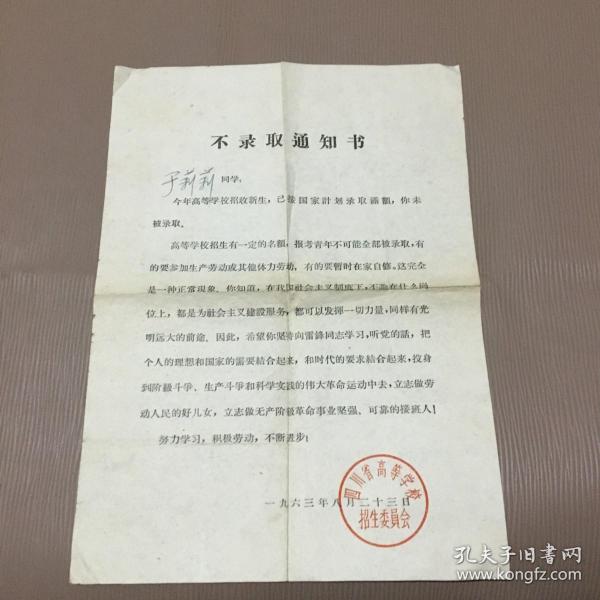 不录取通知书
于莉莉 同学:
今年高等学校招收新生,已按国家計划录取滿額,你未
被录取。
高等学校招生有一定的名額,报考青年不可能全部被录取,有
的要参加生产劳动或其他体力劳动,有的要暫时在家自修。这完全
是一种正常现象。你知道,在我国社会主义制度下,不論在什么岗
位上,都是为社会主义建設服务,都可以发揮一切力量,同样有光
明远大的前途。因此,希望你坚持向雷鋒同志学习,听党的話,把
个人的理想和国家的需要結合起来,和时代的要求結合起来,投身
到阶級斗爭、生产斗爭和科学实践的伟大革命运动中去,立志做劳
动人民的好儿女,立志做无产阶級革命事业坚强、可靠的接班人!
努力学习,积极劳动,不断进步!
一九六三年八月二十三日
四川省高等学校
招生委員会
孔夫子旧书网
www.kongfz.com